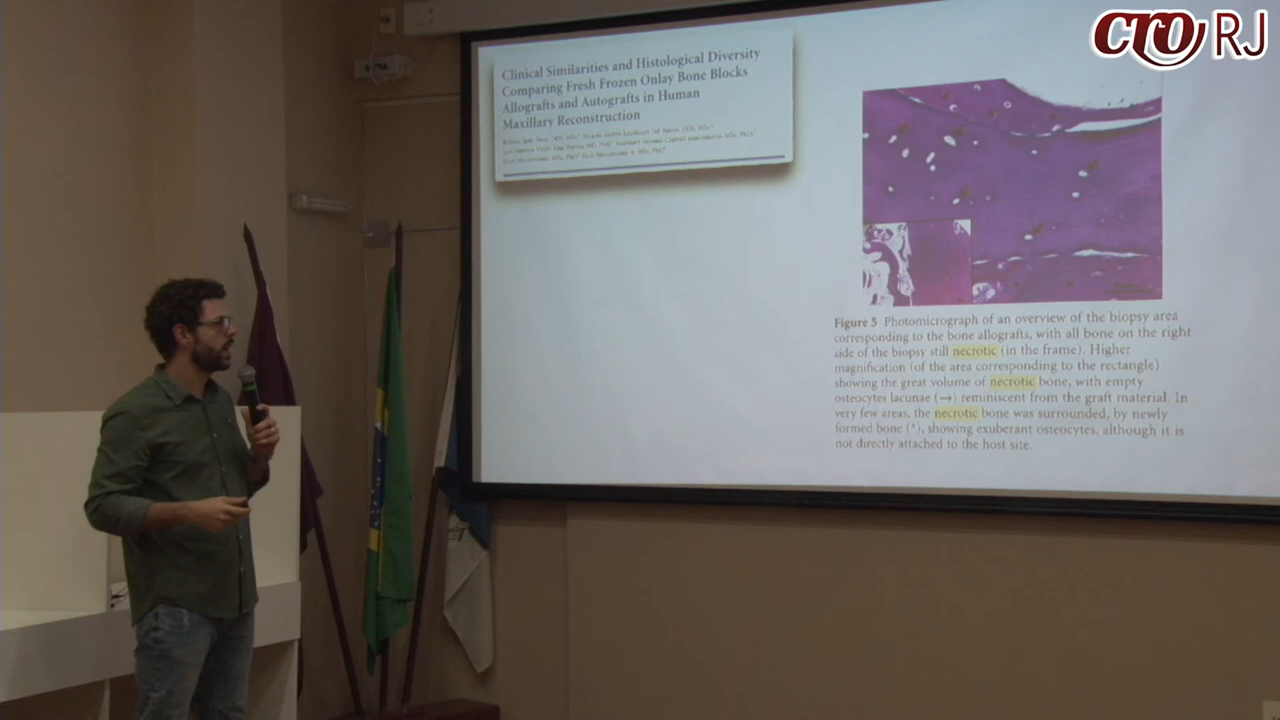 CRO RJ
Clinical Similarities and Histological Diversity
Comparing Fresh Frozen Onlay Bone Blocks
Allografts and Autografts in Human
Maxillary Reconstruction
Figure 5 Photomicrograph of an overview of the biopsy area
corresponding to the bone allografts, with all bone on the right
side of the biopsy still necrotic (in the frame). Higher
magnification (of the area corresponding to the rectangle)
showing the great volume of necrotic bone, with empty
osteocytes lacunae (→) reminiscent from the graft material. In
very few areas, the necrotic bone was surrounded, by newly
formed bone (*), showing exuberant osteocytes, although it is
not directly attached to the host site.